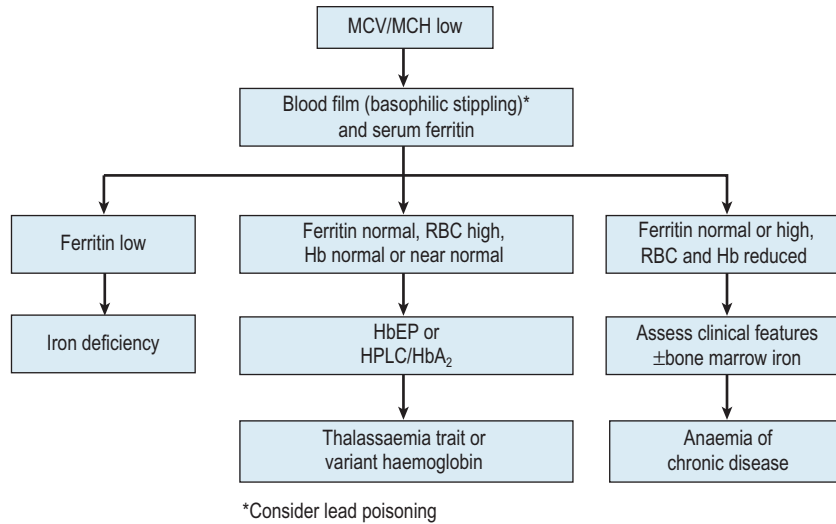 MCV/MCH low
Blood film (basophilic stippling)*
and serum ferritin
Ferritin low
Ferritin normal, RBC high,
Hb normal or near normal
Ferritin normal or high,
RBC and Hb reduced
Iron deficiency
HbEP or
HPLC/HbA₂
Assess clinical features
±bone marrow iron
Thalassaemia trait or
variant haemoglobin
Anaemia of
chronic disease
*Consider lead poisoning